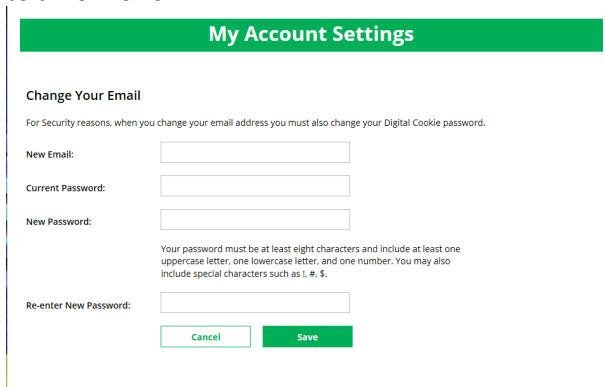 My Account Settings
Change Your Email
For Security reasons, when you change your email address you must also change your Digital Cookie password.
New Email:
Current Password:
New Password:
Your password must be at least eight characters and include at least one
uppercase letter, one lowercase letter, and one number. You may also
include special characters such as !, #, $.
Re-enter New Password:
Cancel Save